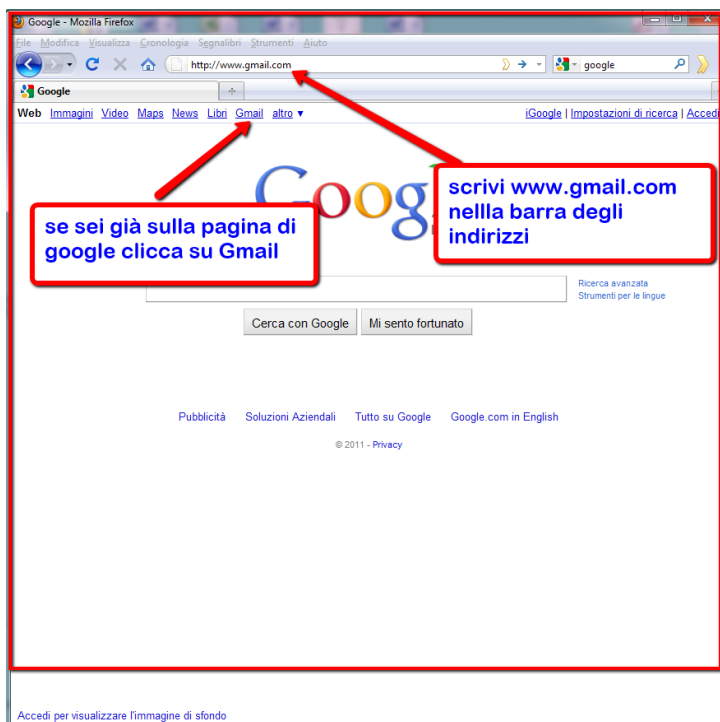 Google - Mozilla Firefox
File Modifica Visualizza Cronologia Segnalibri Strumenti Aiuto
http://www.gmail.com google
Google
Web Immagini Video Maps News Libri Gmail altro ▼ iGoogle | Impostazioni di ricerca | Accedi
Goog
scrivi www.gmail.com
nellla barra degli
indirizzi
se sei già sulla pagina di
google clicca su Gmail
Ricerca avanzata
Strumenti per le lingue
Cerca con Google Mi sento fortunato
Pubblicità Soluzioni Aziendali Tutto su Google Google.com in English
© 2011 - Privacy
Accedi per visualizzare l'immagine di sfondo